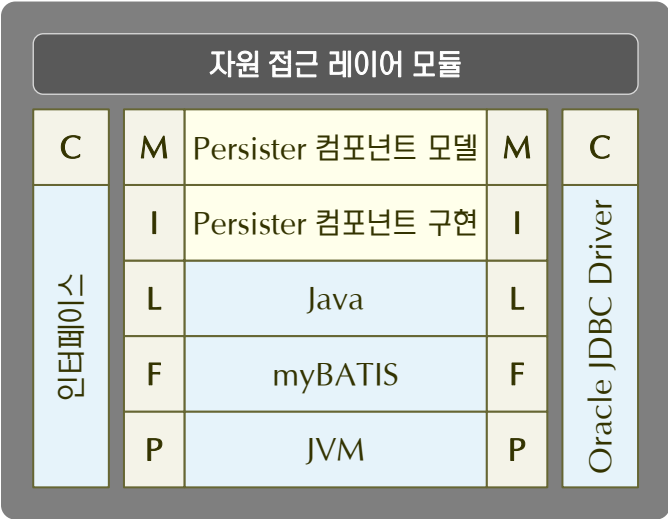 자원 접근 레이어 모듈
C
인터페이스
M Persister 컴포넌트 모델 M
I Persister 컴포넌트 구현 I
L Java L
F myBATIS F
P JVM P
C
Oracle JDBC Driver